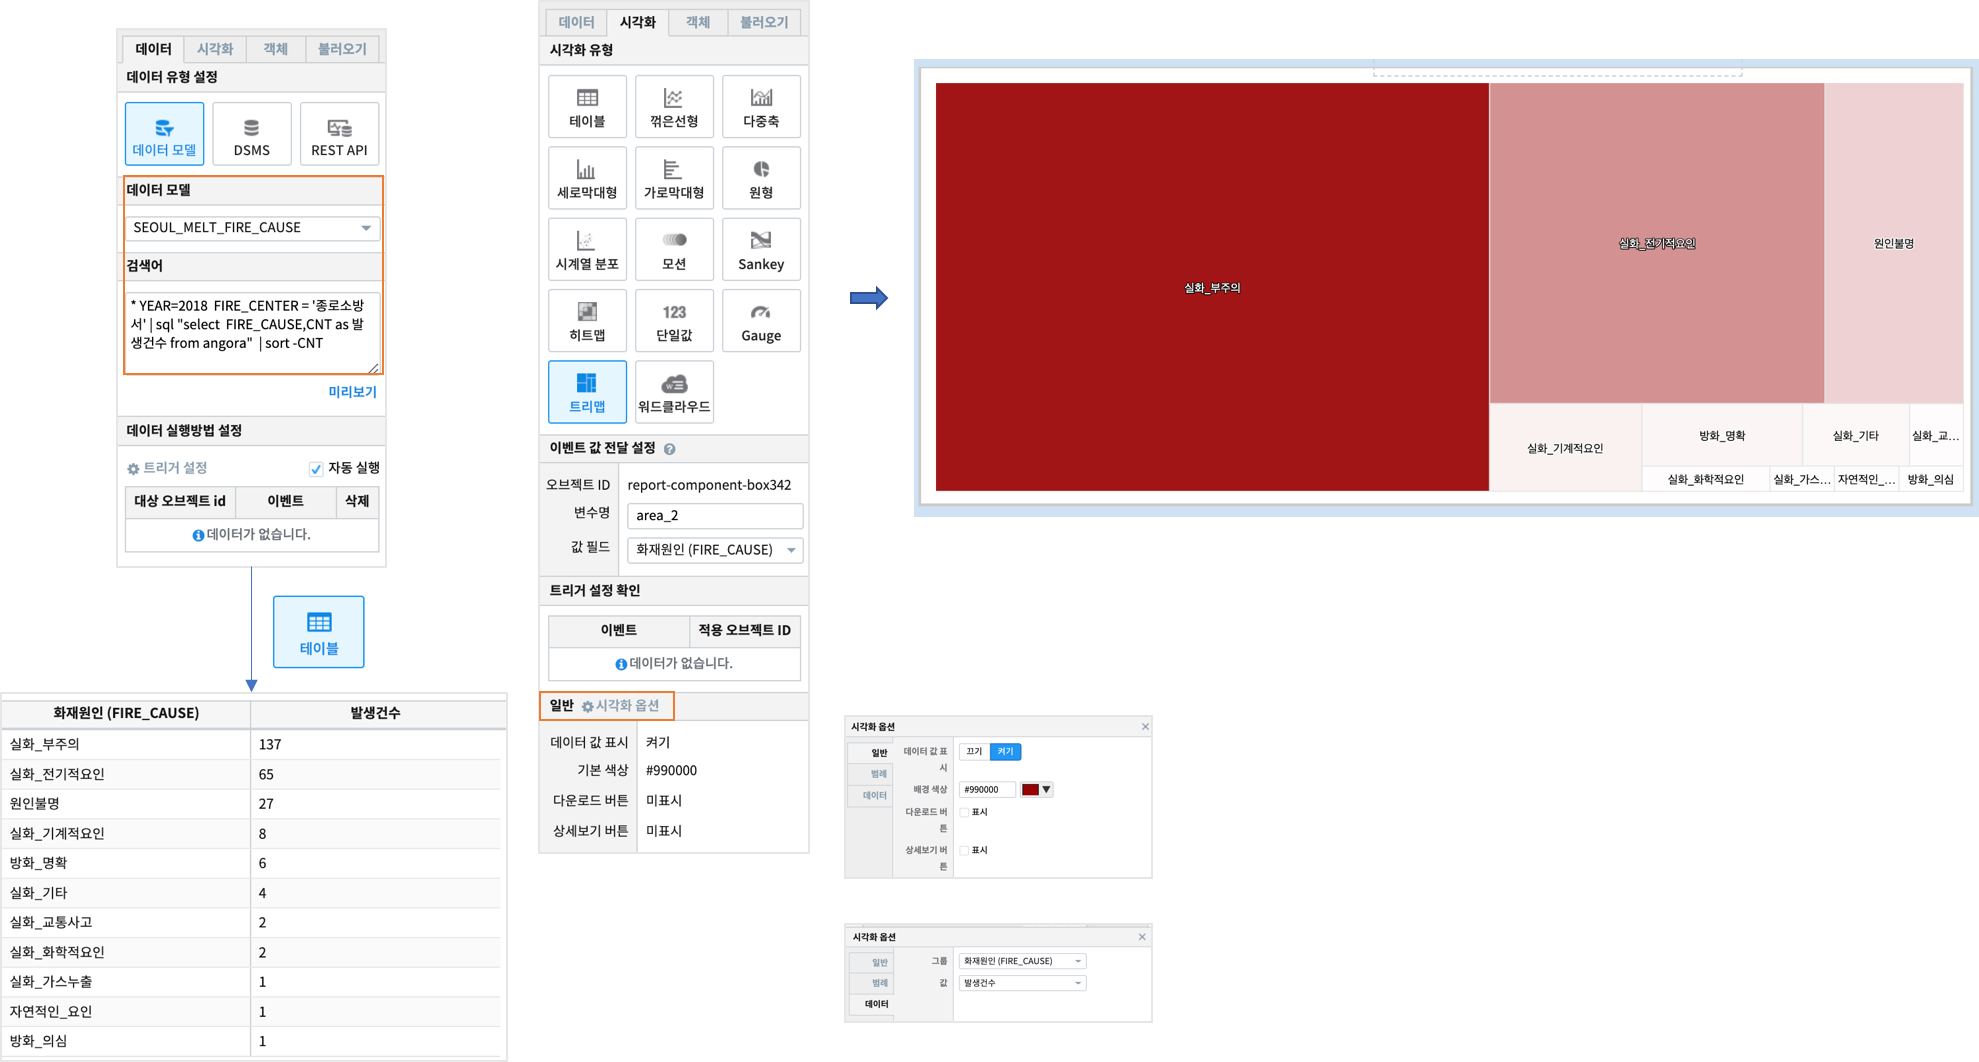 데이터 시각화 객체 불러오기
데이터 유형 설정
데이터 모델 DSMS REST API
데이터 모델
SEOUL_MELT_FIRE_CAUSE
검색어
* YEAR=2018  FIRE_CENTER = '종로소방
서' | sql "select  FIRE_CAUSE,CNT as 발
생건수 from angora"  | sort -CNT
미리보기
데이터 실행방법 설정
트리거 설정 자동 실행
대상 오브젝트 id 이벤트 삭제
데이터가 없습니다.
테이블
화재원인 (FIRE_CAUSE) 발생건수
실화_부주의 137
실화_전기적요인 65
원인불명 27
실화_기계적요인 8
방화_명확 6
실화_기타 4
실화_교통사고 2
실화_화학적요인 2
실화_가스누출 1
자연적인_요인 1
방화_의심 1
데이터 시각화 객체 불러오기
시각화 유형
테이블 꺾은선형 다중축
세로막대형 가로막대형 원형
시계열 분포 모션 Sankey
123
히트맵 단일값 Gauge
트리맵 워드클라우드
이벤트 값 전달 설정 ?
오브젝트 ID report-component-box342
변수명 area_2
값 필드 화재원인 (FIRE_CAUSE)
트리거 설정 확인
이벤트 적용 오브젝트 ID
데이터가 없습니다.
일반 시각화 옵션
데이터 값 표시 켜기
기본 색상 #990000
다운로드 버튼 미표시
상세보기 버튼 미표시
실화_부주의
실화_전기적요인
원인불명
실화_기계적요인
방화_명확
실화_기타
실화_교...
실화_화학적요인
실화_가스...
자연적인_...
방화_의심
시각화 옵션
일반
범례
데이터
데이터 값 표
시
끄기 켜기
배경 색상 #990000
다운로드 버
튼
표시
상세보기 버
튼
표시
시각화 옵션
일반
범례
데이터
그룹 화재원인 (FIRE_CAUSE)
값 발생건수